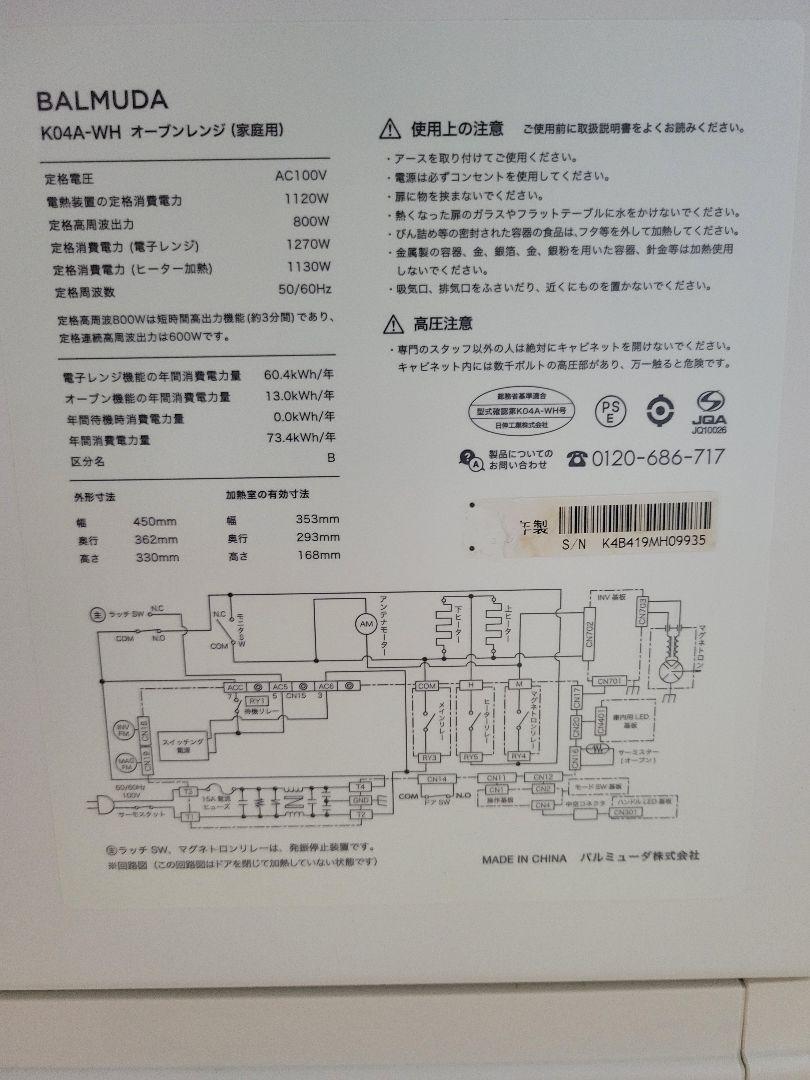 BALMUDA
K04A-WH オーブンレンジ (家庭用)
定格電圧 AC100V
電熱装置の定格消費電力 1120W
定格高周波出力 800W
定格消費電力 (電子レンジ) 1270W
定格消費電力 (ヒーター加熱) 1130W
定格周波数 50/60Hz
定格高周波800Wは短時間高出力機能 (約3分間) であり、
定格連続高周波出力は600Wです。
電子レンジ機能の年間消費電力量 60.4kWh/年
オーブン機能の年間消費電力量 13.0kWh/年
年間待機時消費電力量 0.0kWh/年
年間消費電力量 73.4kWh/年
区分名 B
外形寸法
幅 450mm
奥行 362mm
高さ 330mm
加熱室の有効寸法
幅 353mm
奥行 293mm
高さ 168mm
使用上の注意 ご使用前に取扱説明書をよくお読みください。
・アースを取り付けてご使用ください。
・電源は必ずコンセントを使用してください。
・扉に物を挟まないでください。
・熱くなった扉のガラスやフラットテーブルに水をかけないでください。
・びん詰め等の密封された容器の食品は、フタ等を外して加熱してください。
・金属製の容器、金、銀箔、金、銀粉を用いた容器、針金等は加熱使用
しないでください。
・吸気口、排気口をふさいだり、近くにものを置かないでください。
高圧注意
・専門のスタッフ以外の人は絶対にキャビネットを開けないでください。
キャビネット内には数千ボルトの高圧部があり、万一触ると危険です。
総務省基準適合
型式確認第K04A-WH号
日伸工業株式会社
PS
E
JQA
JQ10026
Q
A
製品についての
お問い合わせ
0120-686-717
年製
S/N K4B419MH09935
主 ラッチ SW
N.C
COM
N.O
N.C
COM
モニタSW
AM
アンテナモーター
下ヒーター
上ヒーター
INV 基板
CN702
CN703
CN701
マグネトロン
ACC
AC5
AC6
7
5
CN15
3
RY1
待機リレー
スイッチング
電源
INV
FM
MAG
FM
CN18
CN19
COM
H
M
メインリレー
ヒーターリレー
マグネトロンリレー
RY3
RY5
RY4
CN17
CN20
CN401
CN16
庫内用LED
基板
サーミスター
(オーブン)
50/60Hz
100V
サーモスタット
T3
T1
15A 電流
ヒューズ
T4
GND
T2
CN14
COM
ドア SW
N.O
CN11
CN12
CN1
CN2
操作基板
CN4
モード SW 基板
中空コネクタ
ハンドル LED 基板
CN301
主ラッチ SW、マグネトロンリレーは、発振停止装置です。
※回路図 (この回路図はドアを閉じて加熱していない状態です)
MADE IN CHINA バルミューダ株式会社